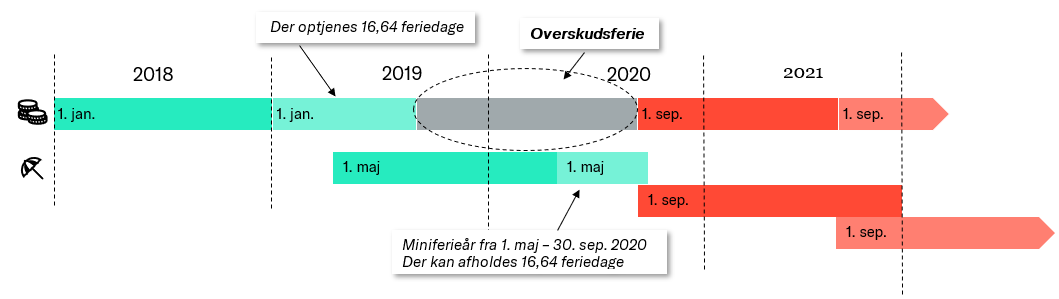 Der optjenes 16,64 feriedage
Overskudsferie
2018
2019
2020
2021
1. jan.
1. jan.
1. sep.
1. sep.
1. maj
1. maj
1. sep.
1. sep.
Miniferieår fra 1. maj – 30. sep. 2020
Der kan afholdes 16,64 feriedage